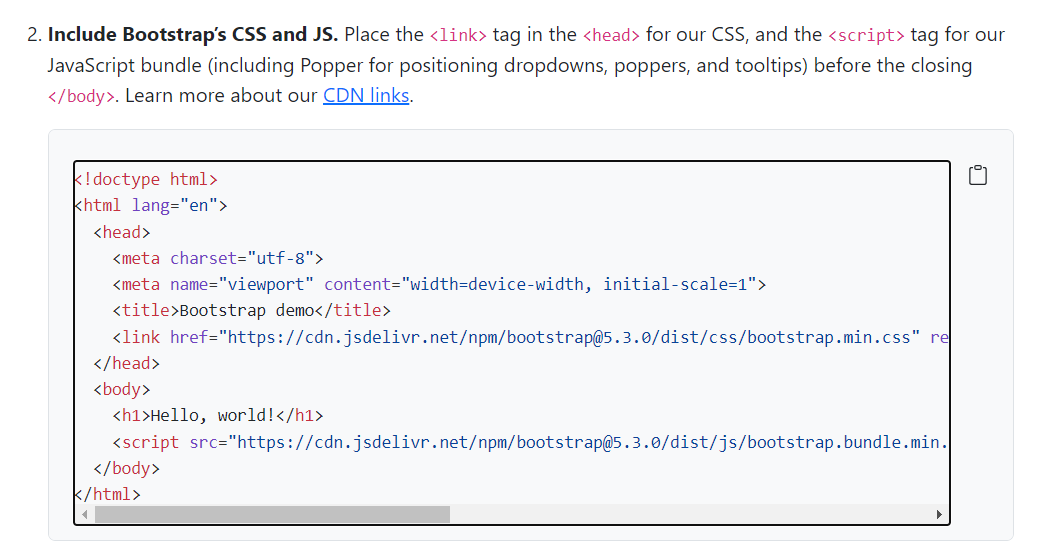 2. Include Bootstrap’s CSS and JS. Place the <link> tag in the <head> for our CSS, and the <script> tag for our
JavaScript bundle (including Popper for positioning dropdowns, poppers, and tooltips) before the closing
</body>. Learn more about our CDN links.
<!doctype html>
<html lang="en">
  <head>
    <meta charset="utf-8">
    <meta name="viewport" content="width=device-width, initial-scale=1">
    <title>Bootstrap demo</title>
    <link href="https://cdn.jsdelivr.net/npm/bootstrap@5.3.0/dist/css/bootstrap.min.css" re
  </head>
  <body>
    <h1>Hello, world!</h1>
    <script src="https://cdn.jsdelivr.net/npm/bootstrap@5.3.0/dist/js/bootstrap.bundle.min.
  </body>
</html>